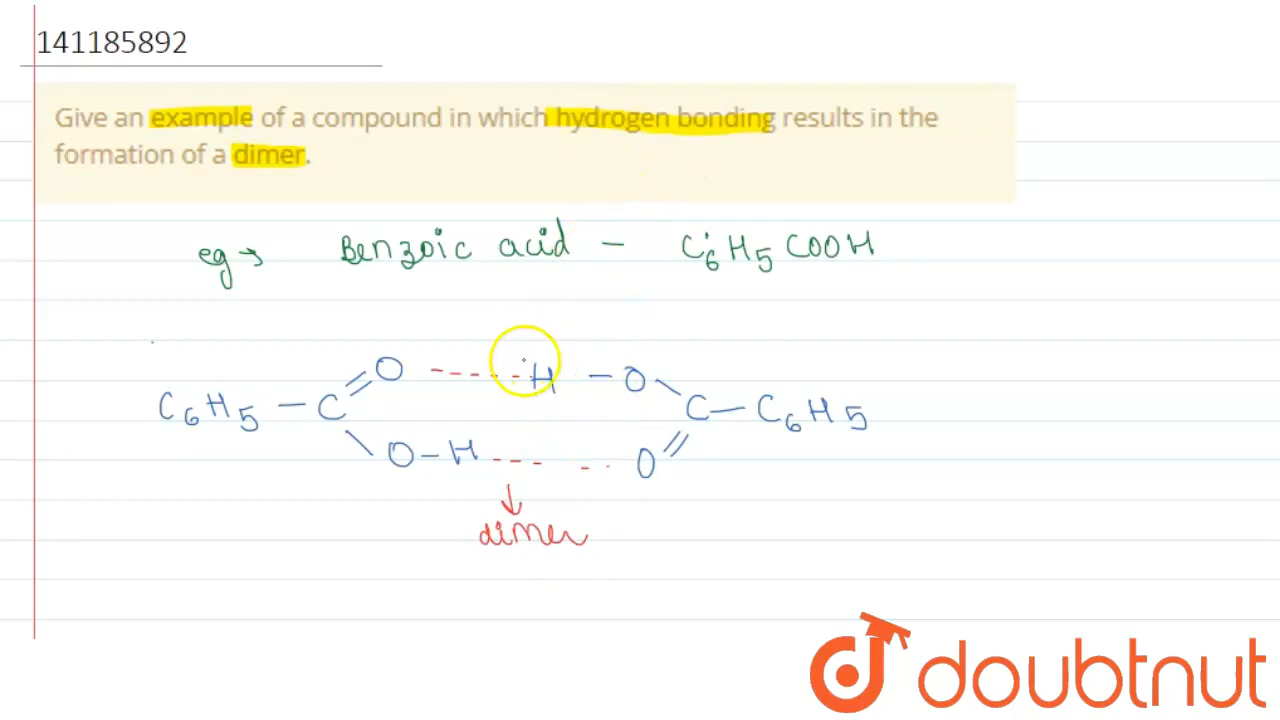 141185892
Give an example of a compound in which hydrogen bonding results in the
formation of a dimer.
eg → Benzoic acid – C6H5COOH
O ------ H – O
C6H5 – C C – C6H5
O – H --- -- O
↓
dimer
doubtnut